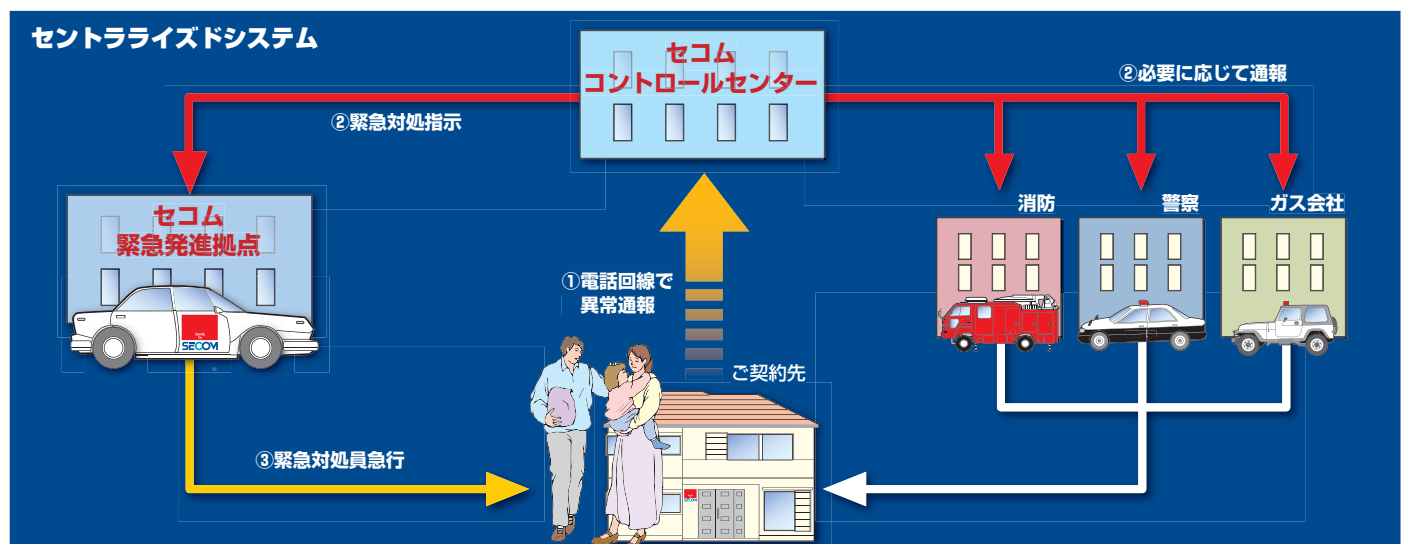 セントラライズドシステム
セコム
コントロールセンター
②必要に応じて通報
②緊急対処指示
消防
警察
ガス会社
セコム
緊急発進拠点
①電話回線で
異常通報
SECOM
ご契約先
③緊急対処員急行
SECOM